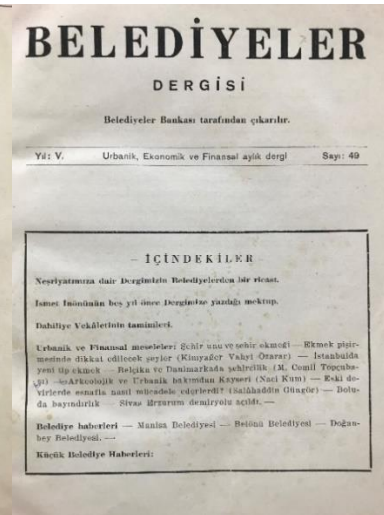 BELEDİYELER
DERGİSİ
Belediyeler Bankası tarafından çıkarılır.
Yıl: V. Urbanik, Ekonomik ve Finansal aylık dergi Sayı: 49
— İÇİNDEKİLER
Neşriyatımıza dair Dergimizin Belediyelerden bir ricası.
İsmet İnönünün beş yıl önce Dergimize yazdığı mektup.
Dahiliye Vekâletinin tamimleri.
Urbanik ve Finansal meseleler: Şehir unu ve şehir ekmeği — Ekmek pişir-
mesinde dikkat edilecek şeyler (Kimyağer Vahyi Özarar) — İstanbulda
yeni tip ekmek — Belçika ve Danimarkada şehircilik (M. Cemil Topçuba-
şı) — Arkeolojik ve Urbanik bakımdan Kayseri (Naci Kum) — Eski de-
virlerde esnafla nasıl mücadele ederlerdi? (Salâhaddin Güngör) — Bolu-
da bayındırlık — Sivas Erzurum demiryolu açıldı. —
Belediye haberleri — Manisa Belediyesi — Belönü Belediyesi — Doğan-
bey Belediyesi. —
Küçük Belediye Haberleri: